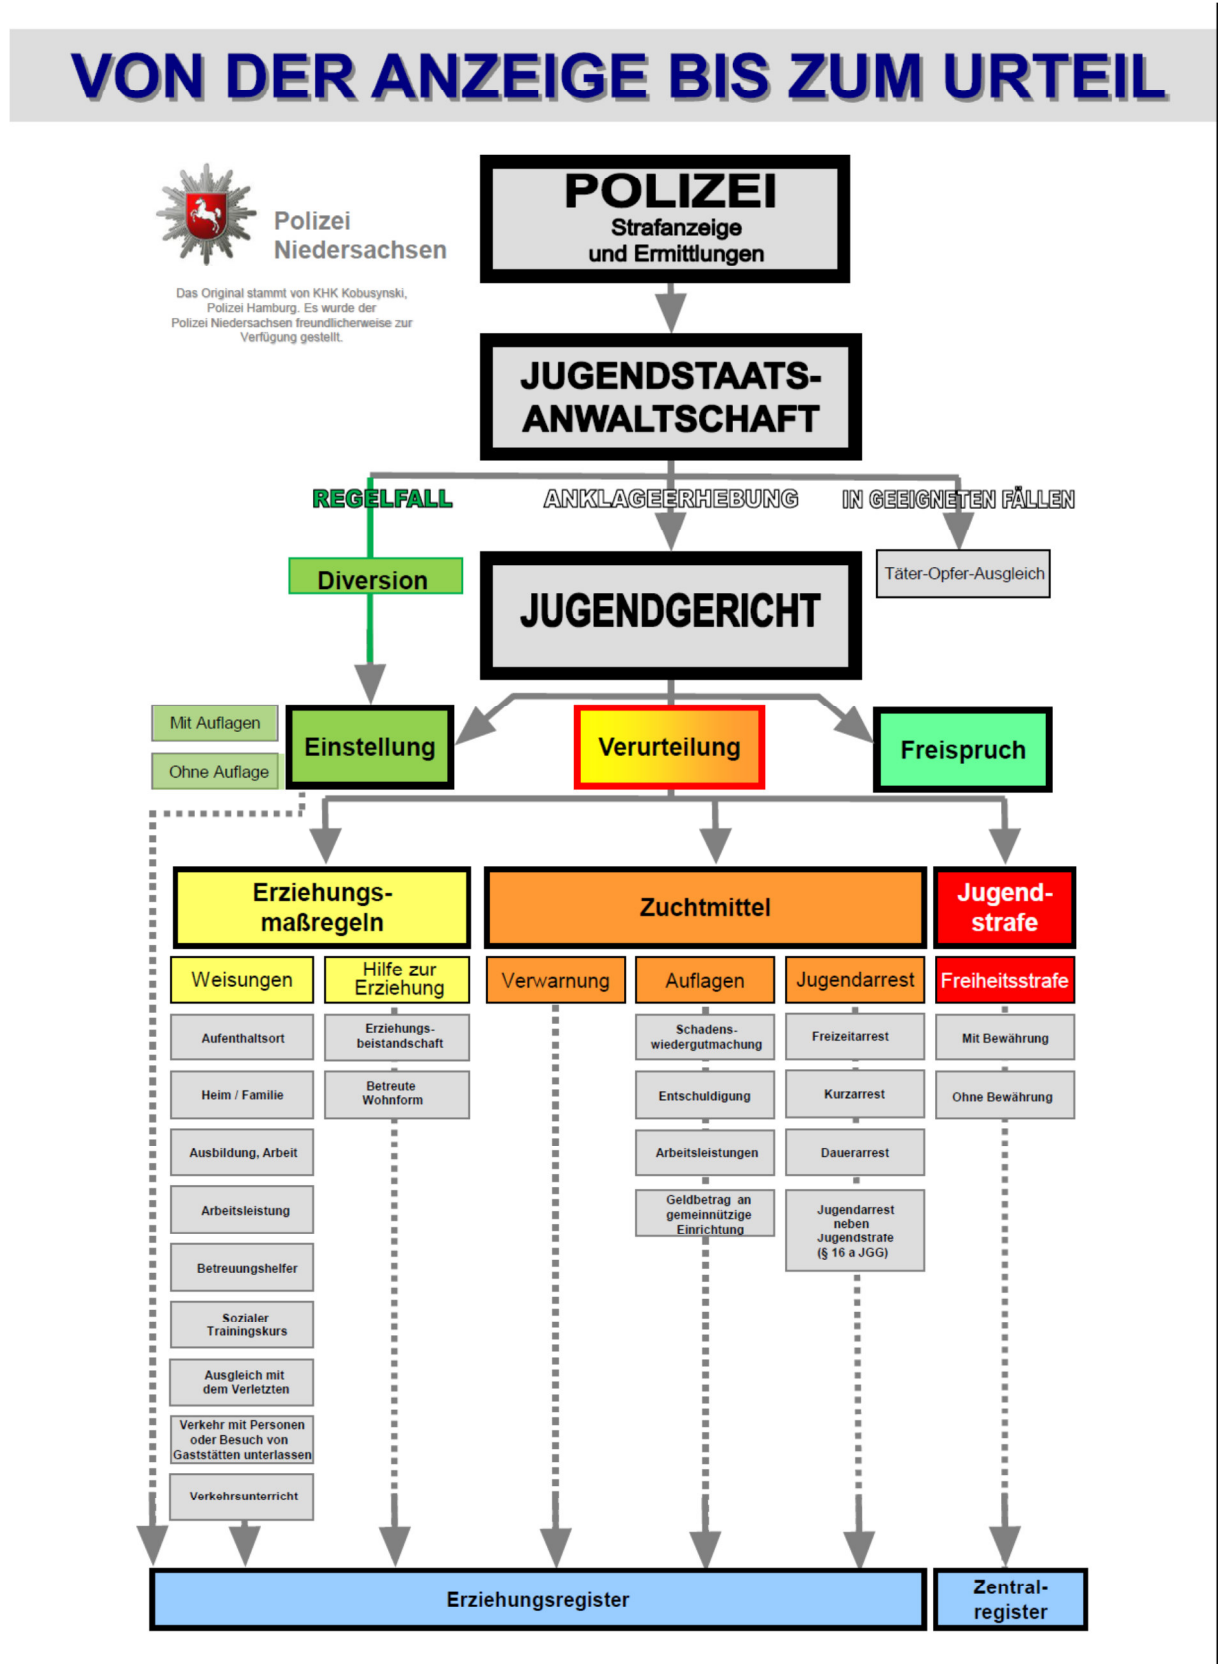 VON DER ANZEIGE BIS ZUM URTEIL
Polizei
Niedersachsen
Das Original stammt von KHK Kobusynski,
Polizei Hamburg. Es wurde der
Polizei Niedersachsen freundlicherweise zur
Verfügung gestellt.
POLIZEI
Strafanzeige
und Ermittlungen
JUGENDSTAATS-
ANWALTSCHAFT
REGELFALL
ANKLAGEERHEBUNG
IN GEEIGNETEN FÄLLEN
Diversion
JUGENDGERICHT
Täter-Opfer-Ausgleich
Mit Auflagen
Ohne Auflage
Einstellung
Verurteilung
Freispruch
Erziehungs-
maßregeln
Zuchtmittel
Jugend-
strafe
Weisungen
Hilfe zur
Erziehung
Verwarnung
Auflagen
Jugendarrest
Freiheitsstrafe
Aufenthaltsort
Heim / Familie
Ausbildung, Arbeit
Arbeitsleistung
Betreuungshelfer
Sozialer
Trainingskurs
Ausgleich mit
dem Verletzten
Verkehr mit Personen
oder Besuch von
Gaststätten unterlassen
Verkehrsunterricht
Erziehungs-
beistandschaft
Betreute
Wohnform
Schadens-
wiedergutmachung
Entschuldigung
Arbeitsleistungen
Geldbetrag an
gemeinnützige
Einrichtung
Freizeitarrest
Kurzarrest
Dauerarrest
Jugendarrest
neben
Jugendstrafe
(§ 16 a JGG)
Mit Bewährung
Ohne Bewährung
Erziehungsregister
Zentral-
register